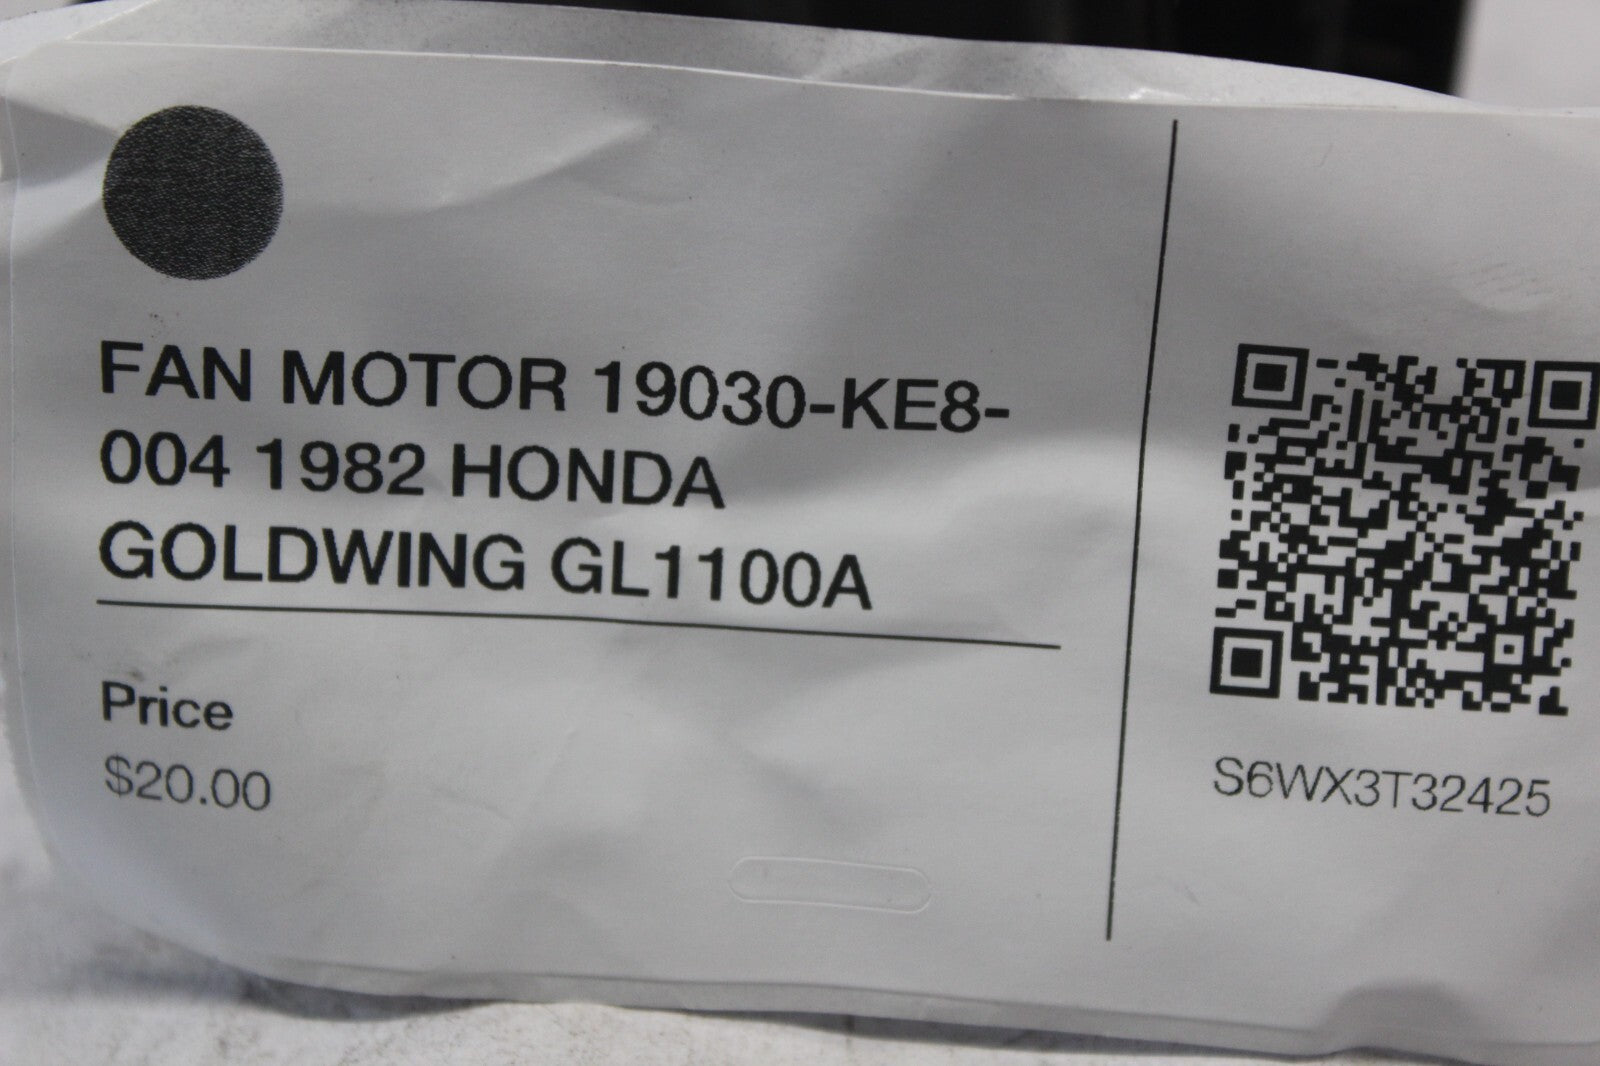 FAN MOTOR 19030-KE8-
004 1982 HONDA
GOLDWING GL1100A
Price
$20.00
S6WX3T32425